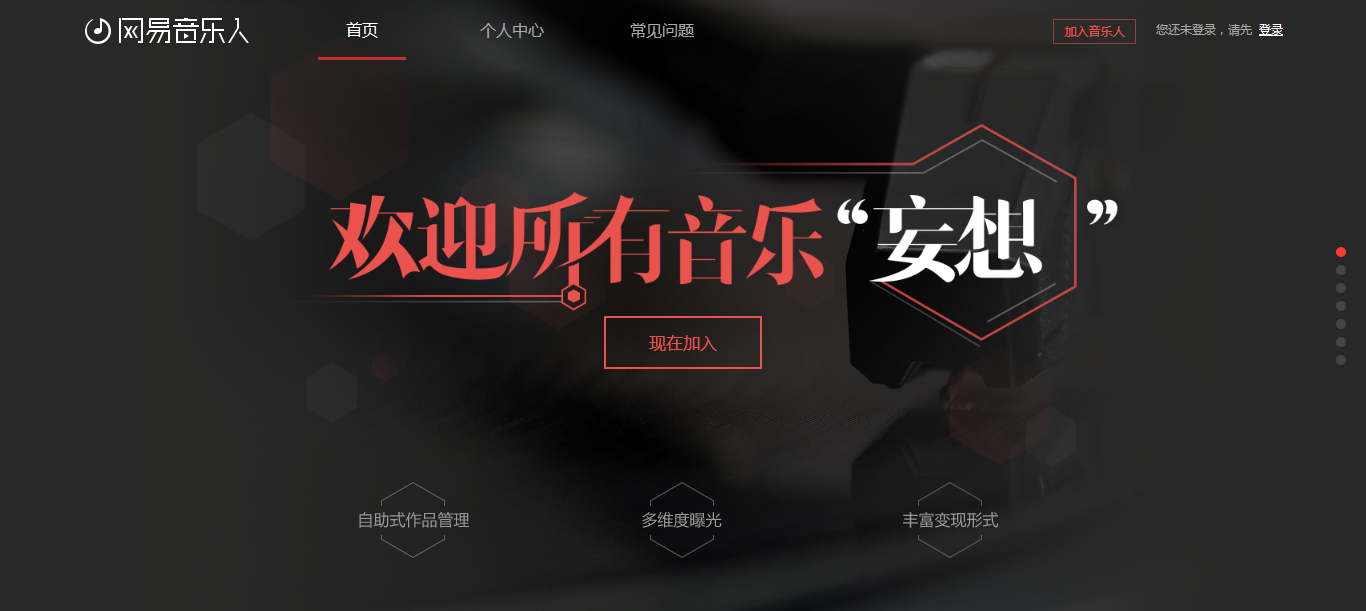 网易音乐人
首页
个人中心
常见问题
加入音乐人
您还未登录，请先 登录
欢迎所有音乐“妄想”
现在加入
自助式作品管理
多维度曝光
丰富变现形式